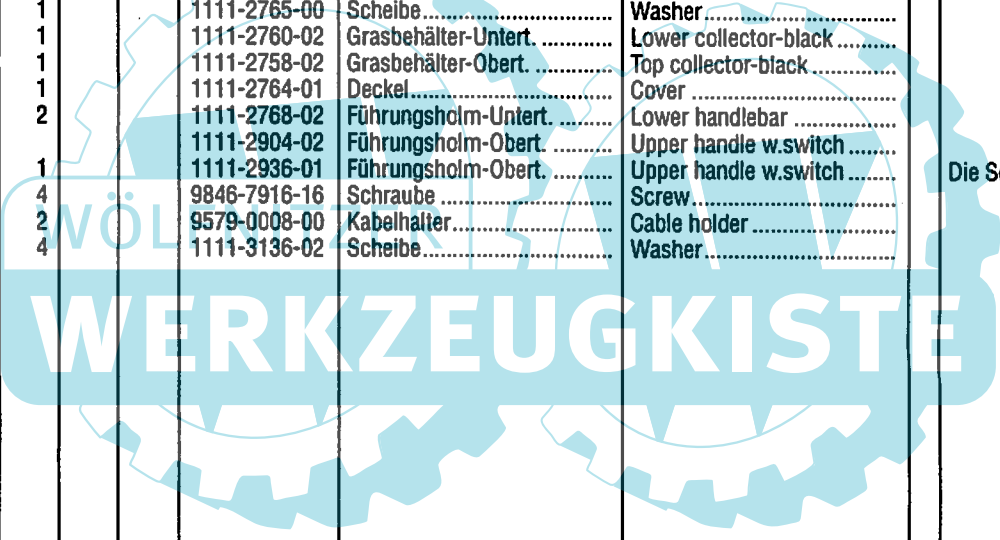 1 1111-2765-00 Scheibe.............................. Washer..............................
1 1111-2760-02 Grasbehälter-Untert. ............ Lower collector-black ..........
1 1111-2758-02 Grasbehälter-Obert. ............. Top collector-black ..............
1 1111-2764-01 Deckel................................ Cover ................................
2 1111-2768-02 Führungsholm-Untert. ......... Lower handlebar .................
1111-2904-02 Führungsholm-Obert. ........... Upper handle w.switch ........
1 1111-2936-01 Führungsholm-Obert. ........... Upper handle w.switch ........ Die
4 9846-7916-16 Schraube ........................... Screw................................
2 9579-0008-00 Kabelhalter.......................... Cable holder .......................
4 1111-3136-02 Scheibe.............................. Washer..............................
WERKZEUGKISTE